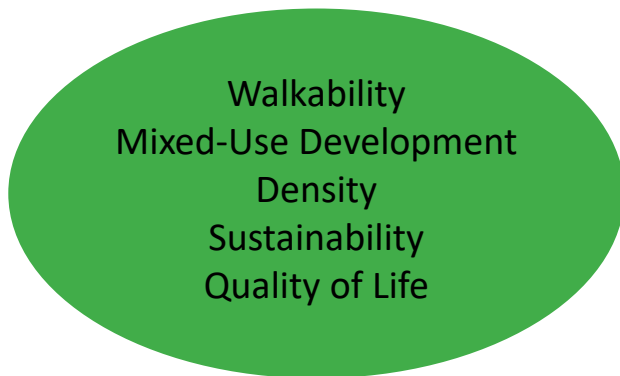 Walkability
Mixed-Use Development
Density
Sustainability
Quality of Life